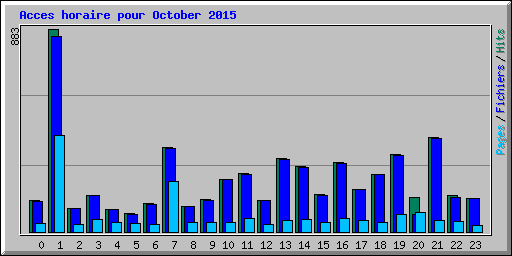 Acces horaire pour October 2015
883
Pages / Fichiers / Hits
0 1 2 3 4 5 6 7 8 9 10 11 12 13 14 15 16 17 18 19 20 21 22 23